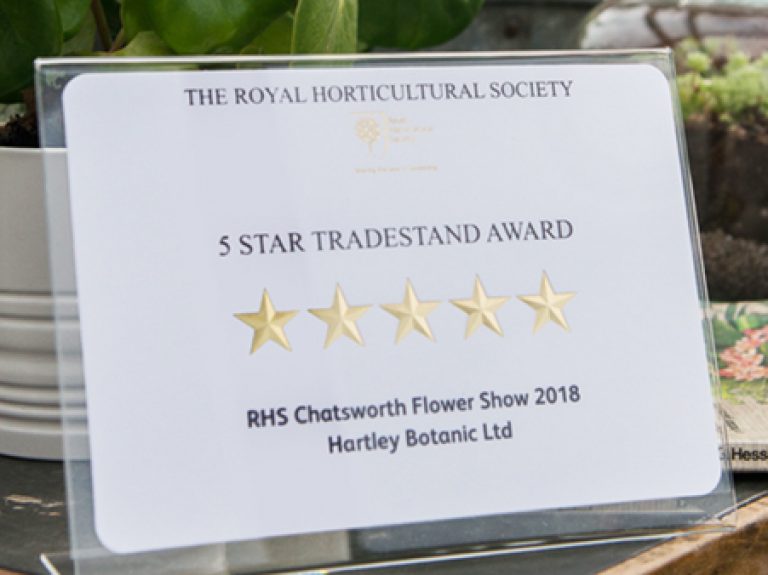 THE ROYAL HORTICULTURAL SOCIETY
5 STAR TRADESTAND AWARD
RHS Chatsworth Flower Show 2018
Hartley Botanic Ltd